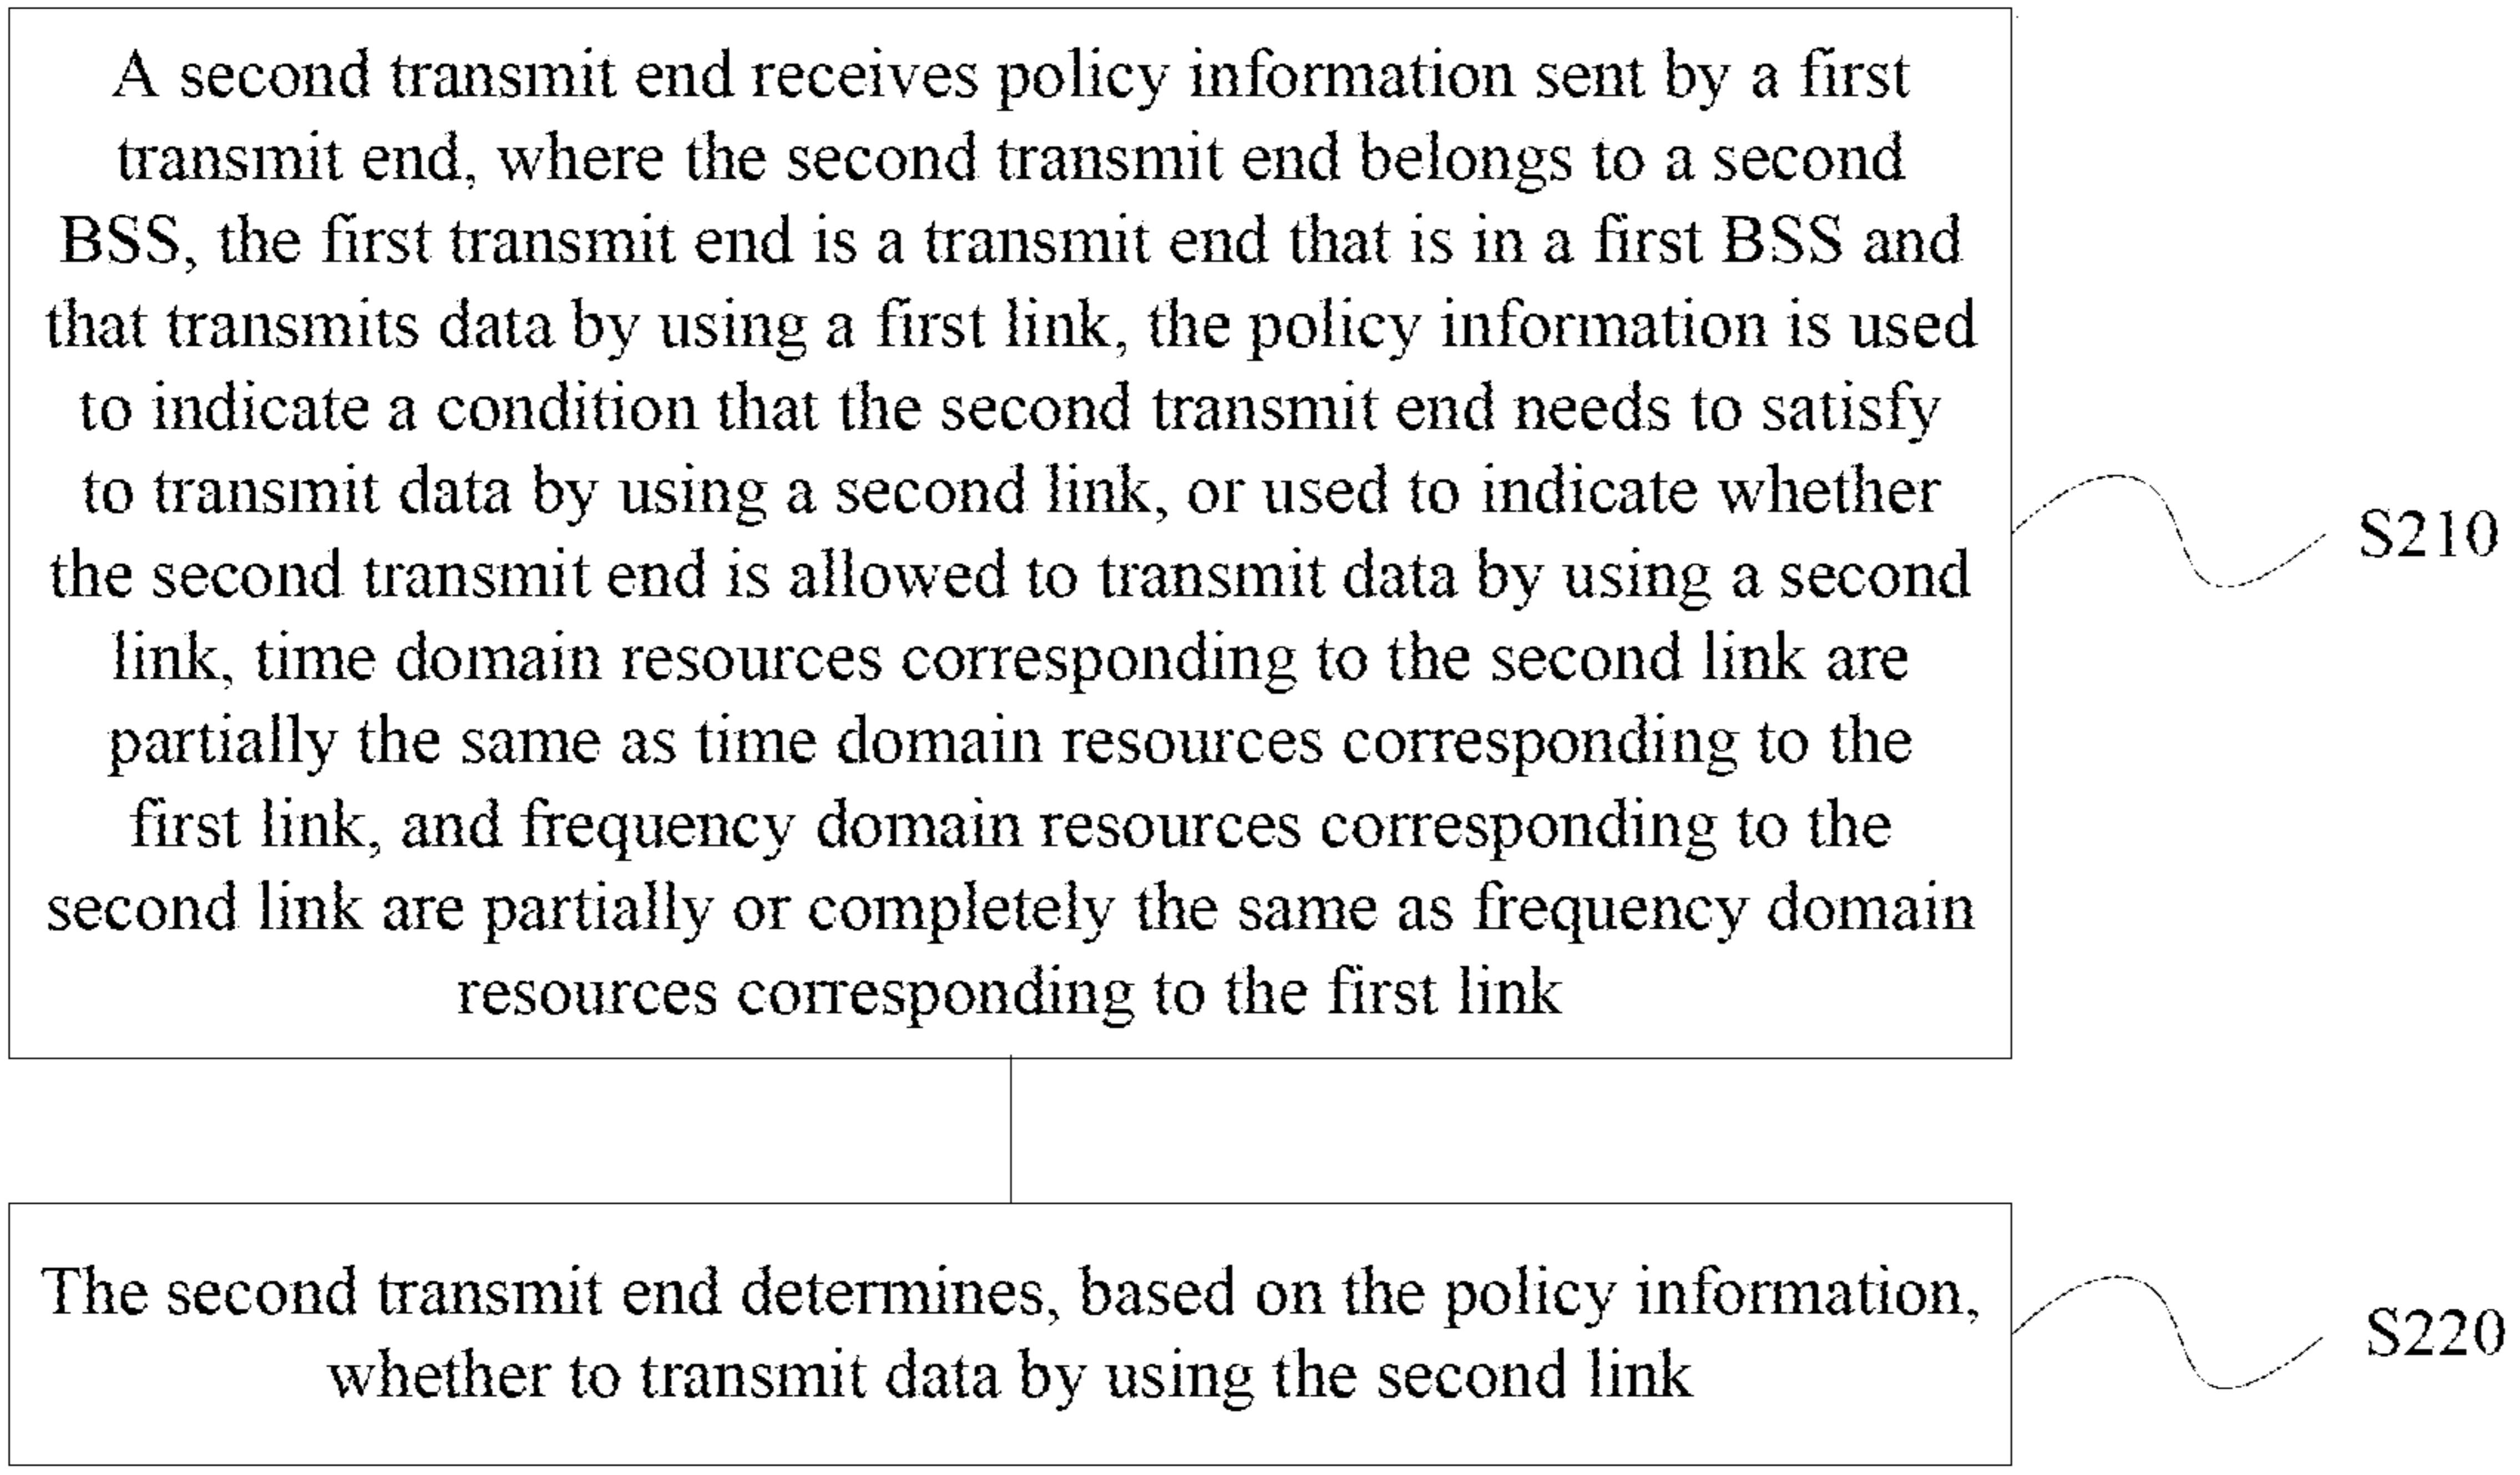 A second transmit end receives policy information sent by a first
transmit end, where the second transmit end belongs to a second
BSS, the first transmit end is a transmit end that is in a first BSS and
that transmits data by using a first link, the policy information is used
to indicate a condition that the second transmit end needs to satisfy
to transmit data by using a second link, or used to indicate whether
the second transmit end is allowed to transmit data by using a second
link, time domain resources corresponding to the second link are
partially the same as time domain resources corresponding to the
first link, and frequency domain resources corresponding to the
second link are partially or completely the same as frequency domain
resources corresponding to the first link
S210
The second transmit end determines, based on the policy information,
whether to transmit data by using the second link
S220